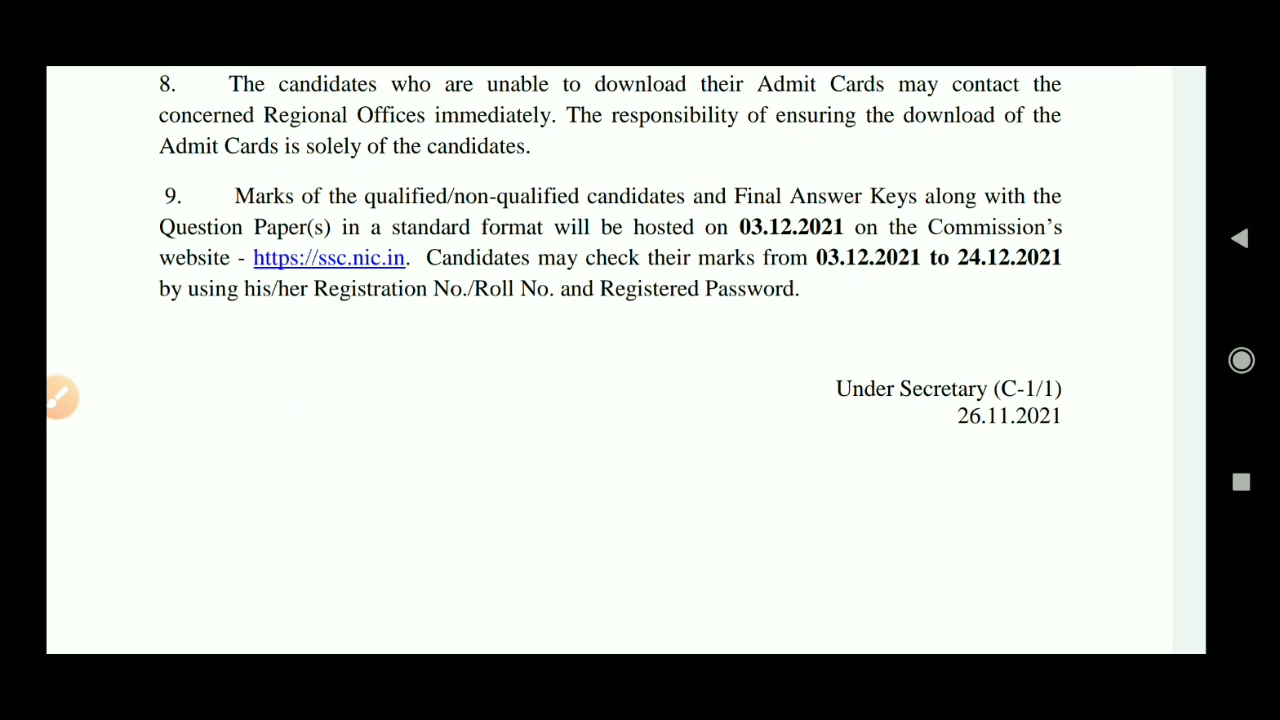 8. The candidates who are unable to download their Admit Cards may contact the
concerned Regional Offices immediately. The responsibility of ensuring the download of the
Admit Cards is solely of the candidates.
9. Marks of the qualified/non-qualified candidates and Final Answer Keys along with the
Question Paper(s) in a standard format will be hosted on 03.12.2021 on the Commission's
website - https://ssc.nic.in. Candidates may check their marks from 03.12.2021 to 24.12.2021
by using his/her Registration No./Roll No. and Registered Password.
Under Secretary (C-1/1)
26.11.2021